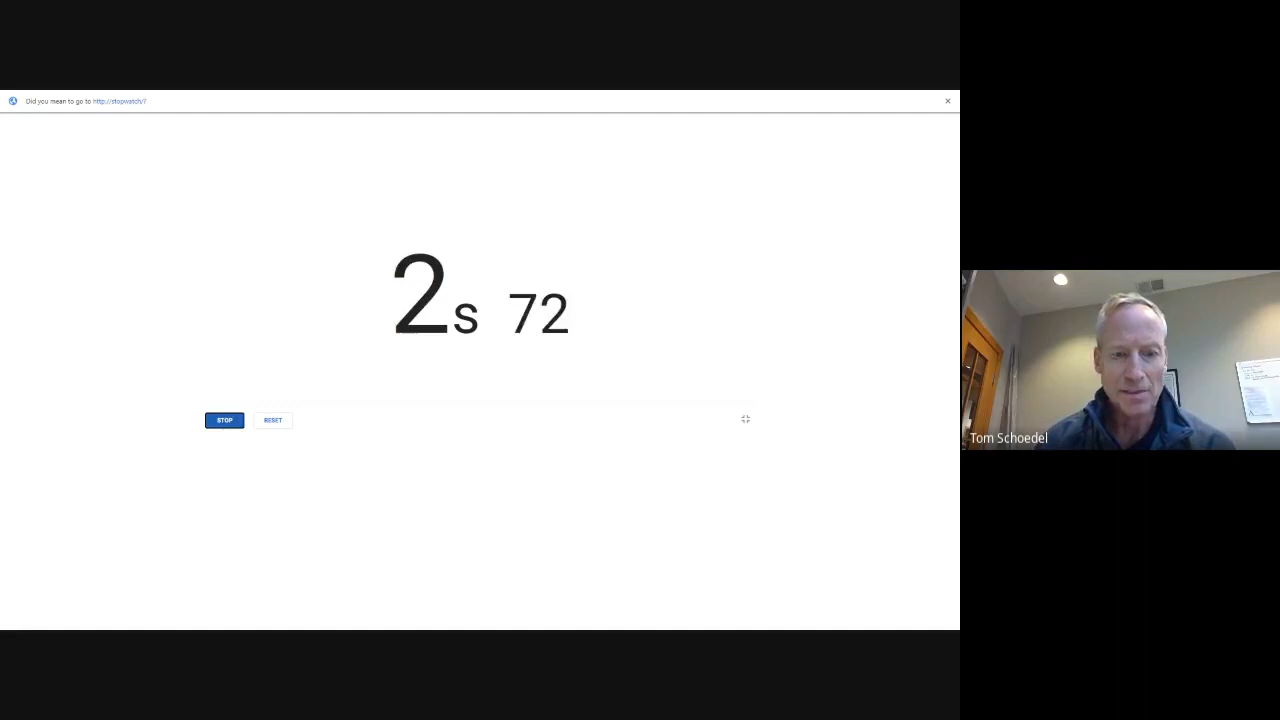 Did you mean to go to http://stopwatch/?
2s 72
STOP RESET
Tom Schoedel